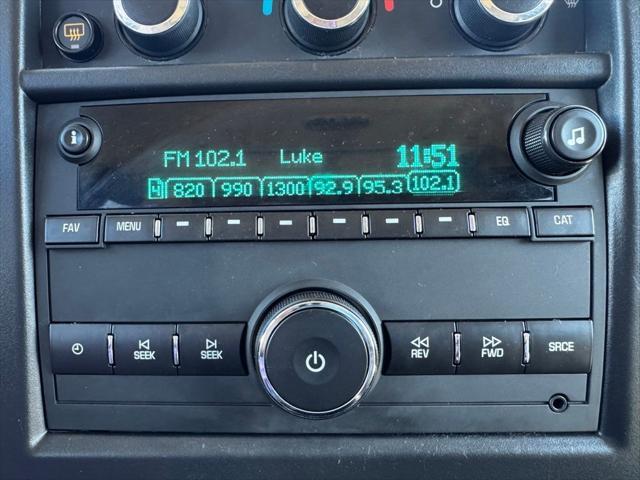 FM 102.1 Luke 11:51
820 990 1300 92.9 95.3 102.1
FAV MENU EQ CAT
SEEK SEEK REV FWD SRCE